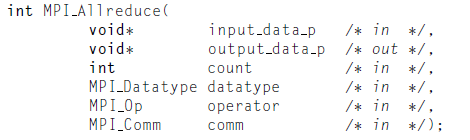 int MPI_Allreduce(
void* input_data_p /* in */,
void* output_data_p /* out */,
int count /* in */,
MPI_Datatype datatype /* in */,
MPI_Op operator /* in */,
MPI_Comm comm /* in */);